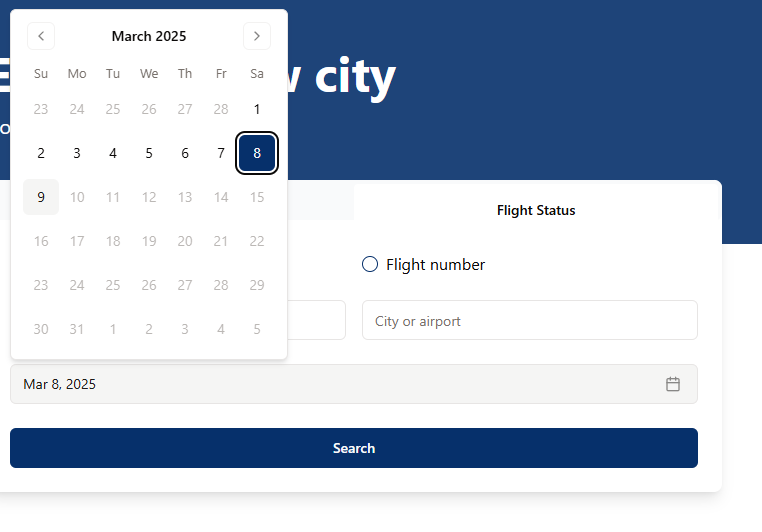 March 2025
Su Mo Tu We Th Fr Sa
23 24 25 26 27 28 1
2 3 4 5 6 7 8
9 10 11 12 13 14 15
16 17 18 19 20 21 22
23 24 25 26 27 28 29
30 31 1 2 3 4 5
city
Flight Status
Flight number
City or airport
Mar 8, 2025
Search